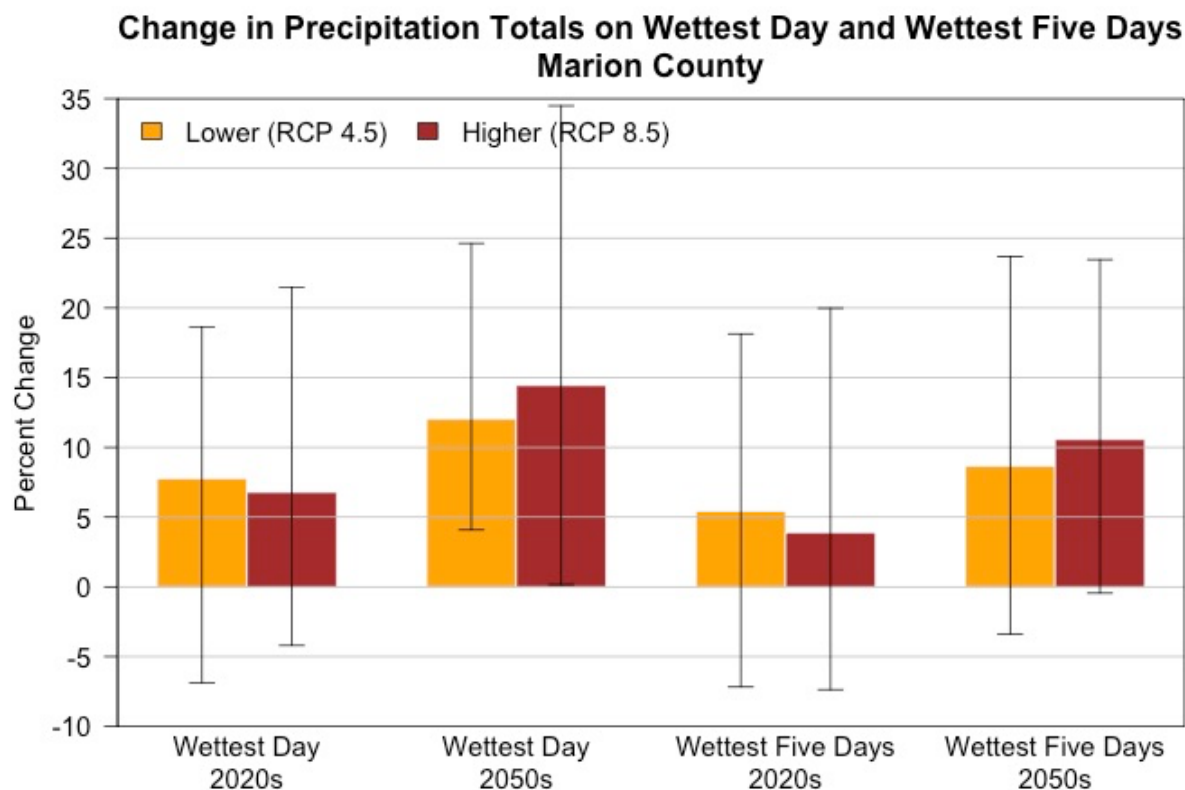 Change in Precipitation Totals on Wettest Day and Wettest Five Days
Marion County
35
Lower (RCP 4.5)
Higher (RCP 8.5)
30
25
20
15
10
5
0
-5
-10
Percent Change
Wettest Day
2020s
Wettest Day
2050s
Wettest Five Days
2020s
Wettest Five Days
2050s